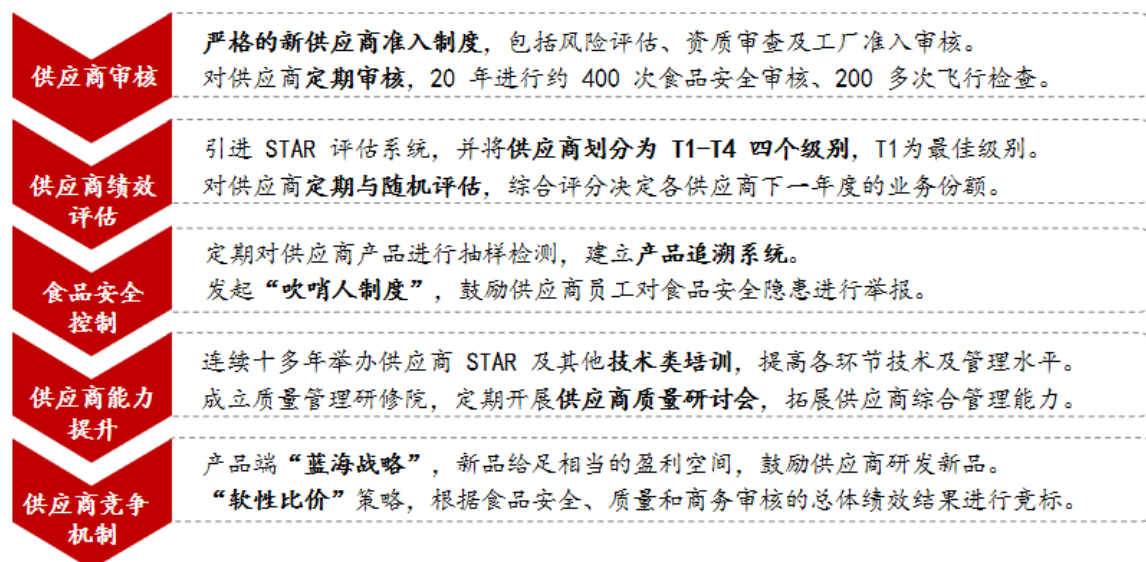 供应商审核
严格的新供应商准入制度，包括风险评估、资质审查及工厂准入审核。
对供应商定期审核，20 年进行约 400 次食品安全审核、200 多次飞行检查。
供应商绩效
评估
引进 STAR 评估系统，并将供应商划分为 T1-T4 四个级别，T1为最佳级别。
对供应商定期与随机评估，综合评分决定各供应商下一年度的业务份额。
食品安全
控制
定期对供应商产品进行抽样检测，建立产品追溯系统。
发起“吹哨人制度”，鼓励供应商员工对食品安全隐患进行举报。
供应商能力
提升
连续十多年举办供应商 STAR 及其他技术类培训，提高各环节技术及管理水平。
成立质量管理研修院，定期开展供应商质量研讨会，拓展供应商综合管理能力。
供应商竞争
机制
产品端“蓝海战略”，新品给足相当的盈利空间，鼓励供应商研发新品。
“软性比价”策略，根据食品安全、质量和商务审核的总体绩效结果进行竞标。